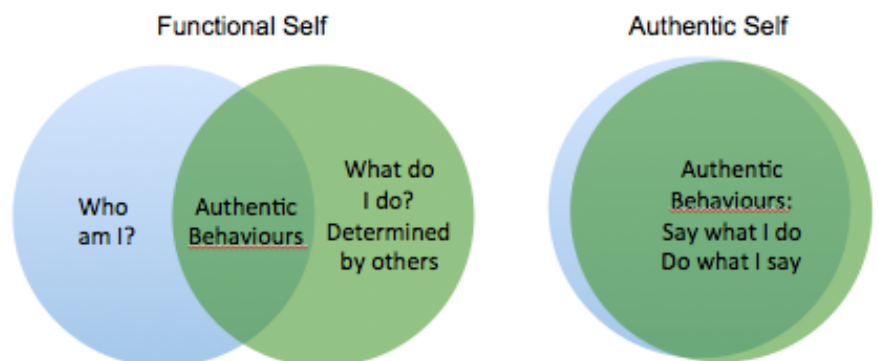 Functional Self
Authentic Self
Who
am I?
Authentic
Behaviours
What do
I do?
Determined
by others
Authentic
Behaviours:
Say what I do
Do what I say